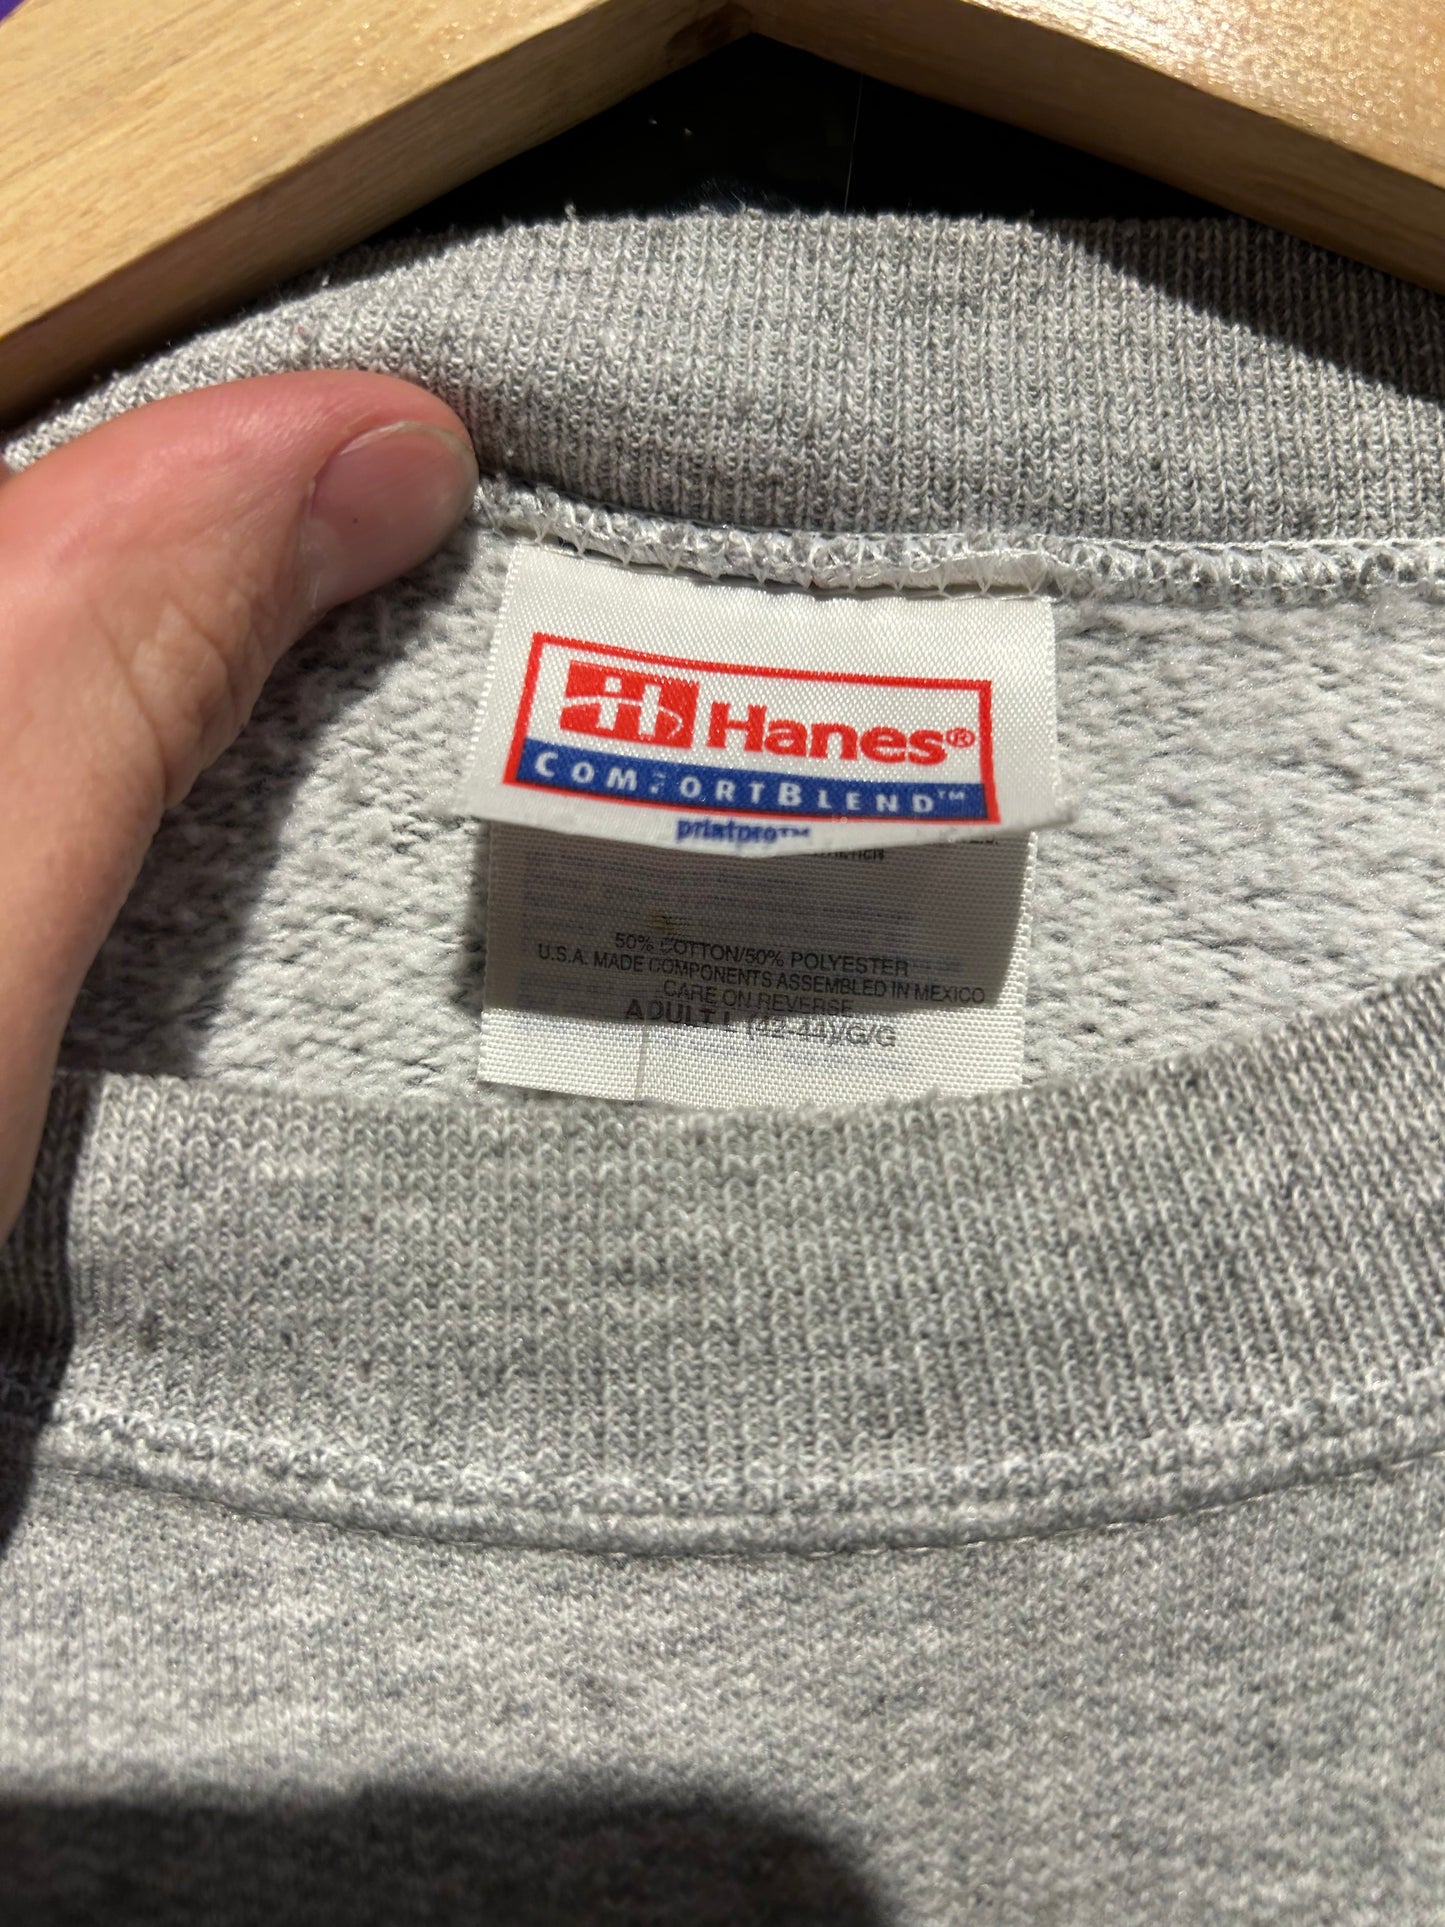 Hanes®
COMFORTBLEND™
printpro™
50% COTTON/50% POLYESTER
U.S.A. MADE COMPONENTS ASSEMBLED IN MEXICO
CARE ON REVERSE
ADULT L (42-44)/G/G